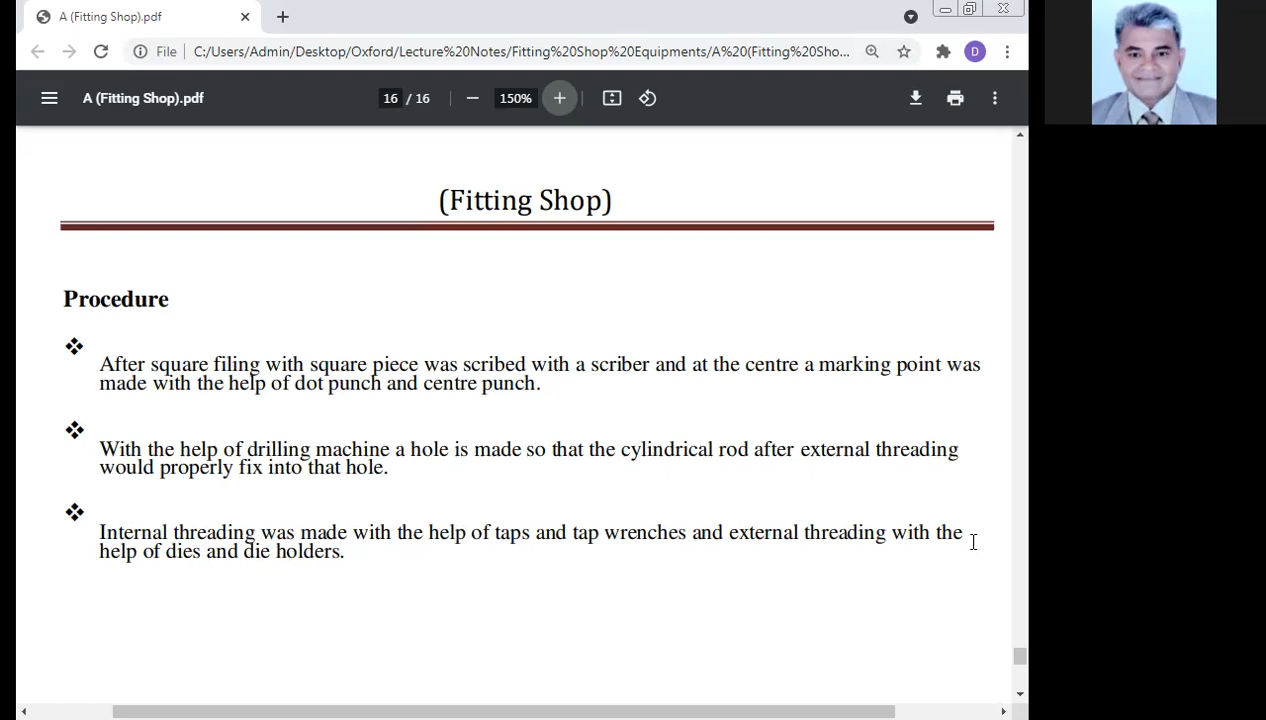 A (Fitting Shop).pdf
File C:/Users/Admin/Desktop/Oxford/Lecture%20Notes/Fitting%20Shop%20Equipments/A%20(Fitting%20Sho...
D
A (Fitting Shop).pdf 16 / 16 150%
(Fitting Shop)
Procedure
After square filing with square piece was scribed with a scriber and at the centre a marking point was
made with the help of dot punch and centre punch.
With the help of drilling machine a hole is made so that the cylindrical rod after external threading
would properly fix into that hole.
Internal threading was made with the help of taps and tap wrenches and external threading with the
help of dies and die holders.